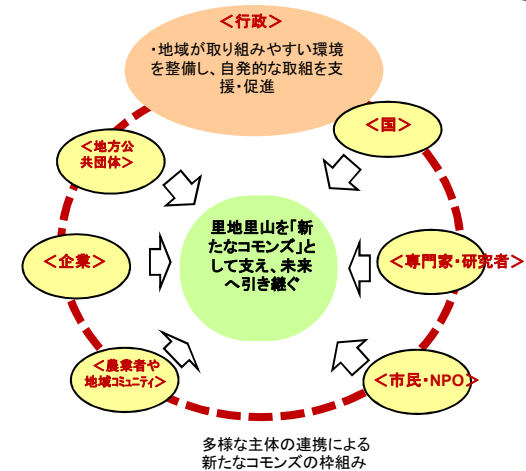 ＜行政＞
・地域が取り組みやすい環境
を整備し、自発的な取組を支
援・促進
＜国＞
＜地方公
共団体＞
里地里山を「新
たなコモンズ」と
して支え、未来
へ引き継ぐ
＜企業＞
＜専門家・研究者＞
＜農業者や
地域ｺﾐｭﾆﾃｨ＞
＜市民・NPO＞
多様な主体の連携による
新たなコモンズの枠組み